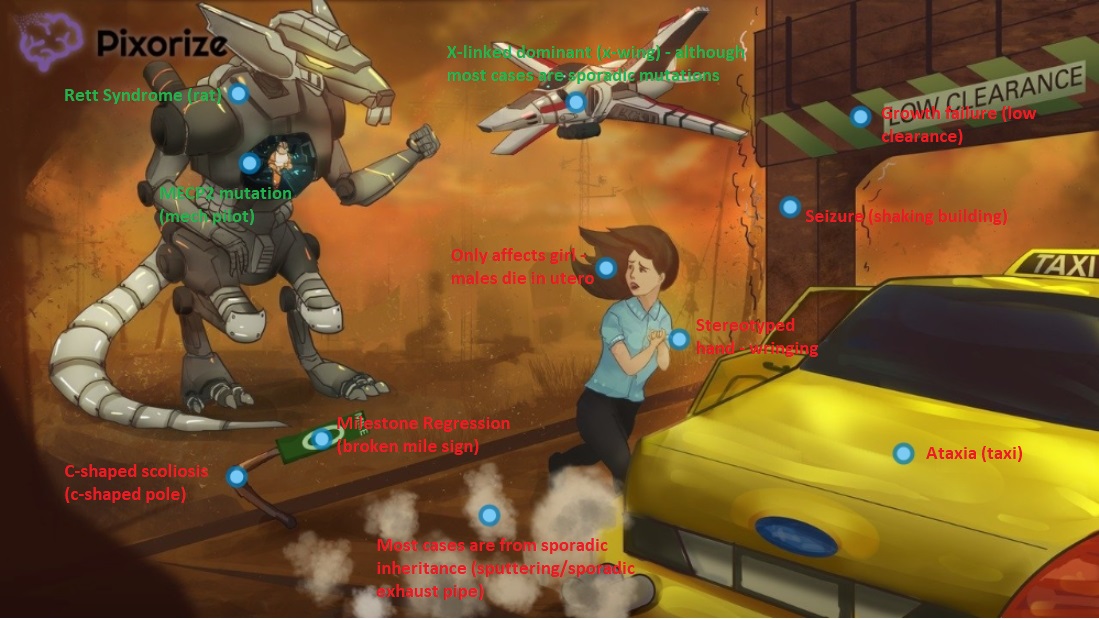 Pixorize
X-linked dominant (x-wing) - although
most cases are sporadic mutations
Rett Syndrome (rat)
LOW CLEARANCE
Growth failure (low
clearance)
MECP2 mutation
(mech pilot)
Seizure (shaking building)
Only affects girl -
males die in utero
TAXI
Stereotyped
hand - wringing
MILE
Milestone Regression
(broken mile sign)
C-shaped scoliosis
(c-shaped pole)
Ataxia (taxi)
Most cases are from sporadic
inheritance (sputtering/sporadic
exhaust pipe)